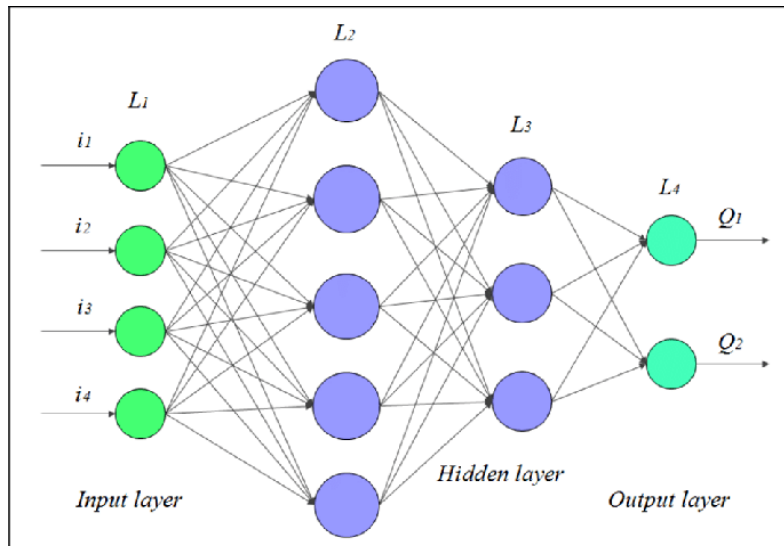 L2
L1
i1
L3
L4
i2
Q1
i3
Q2
i4
Hidden layer
Input layer
Output layer